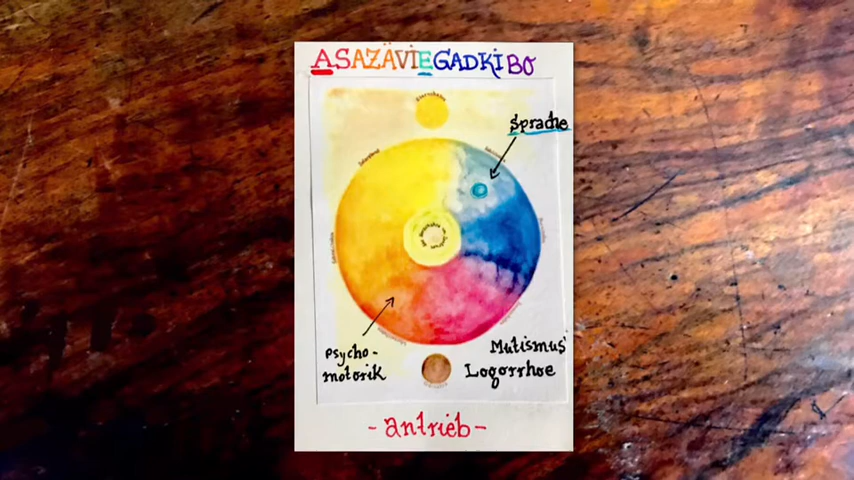 ASAZÄVIEGADKIBO
Sprache
Psycho-
motorik
Mutismus
Logorrhoe
- antrieb -